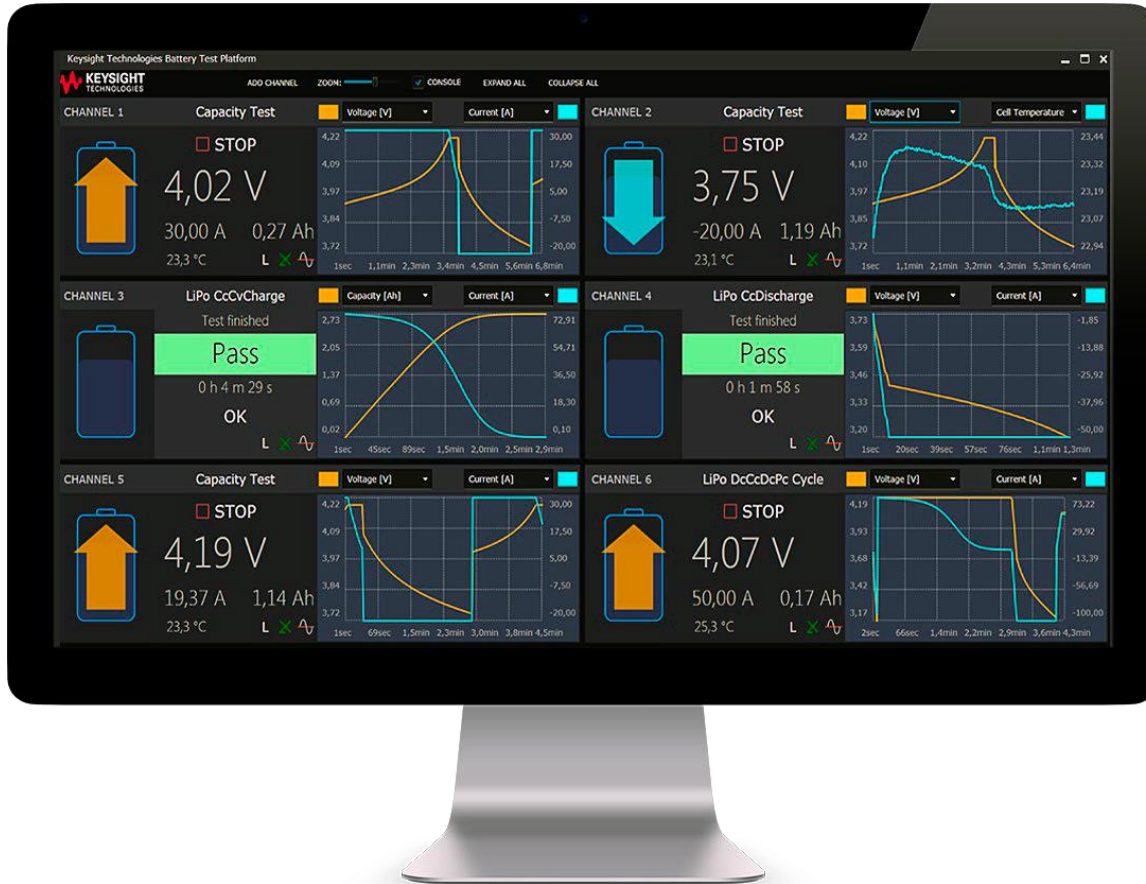 Keysight Technologies Battery Test Platform
KEYSIGHT
TECHNOLOGIES
ADD CHANNEL ZOOM: CONSOLE EXPAND ALL COLLAPSE ALL
CHANNEL 1 Capacity Test Voltage [V] Current [A]
STOP
4,02 V
30,00 A 0,27 Ah
23,3 °C L
4,22 4,09 3,97 3,84 3,72
30,00 17,50 5,00 -7,50 -20,00
1sec 1,1min 2,3min 3,4min 4,5min 5,6min 6,8min
CHANNEL 2 Capacity Test Voltage [V] Cell Temperature
STOP
3,75 V
-20,00 A 1,19 Ah
23,1 °C L
4,22 4,10 3,97 3,85 3,72
23,44 23,32 23,19 23,07 22,94
1sec 1,1min 2,1min 3,2min 4,3min 5,3min 6,4min
CHANNEL 3 LiPo CcCvCharge Capacity [Ah] Current [A]
Test finished
Pass
0 h 4 m 29 s
OK
L
2,73 2,05 1,37 0,69 0,02
72,91 54,71 36,50 18,30 0,10
1sec 45sec 89sec 1,5min 2,0min 2,5min 2,9min
CHANNEL 4 LiPo CcDischarge Voltage [V] Current [A]
Test finished
Pass
0 h 1 m 58 s
OK
L
3,73 3,59 3,46 3,33 3,20
-1,85 -13,88 -25,92 -37,96 -50,00
1sec 20sec 39sec 57sec 76sec 1,1min 1,3min
CHANNEL 5 Capacity Test Voltage [V] Current [A]
STOP
4,19 V
19,37 A 1,14 Ah
23,3 °C L
4,22 4,09 3,97 3,84 3,72
30,00 17,50 5,00 -7,50 -20,00
1sec 69sec 1,5min 2,3min 3,0min 3,8min 4,5min
CHANNEL 6 LiPo DcCcDcPc Cycle Voltage [V] Current [A]
STOP
4,07 V
50,00 A 0,17 Ah
25,3 °C L
4,19 3,93 3,68 3,42 3,17
73,22 29,92 -13,39 -56,69 -100,00
2sec 66sec 1,4min 2,2min 2,9min 3,6min 4,3min